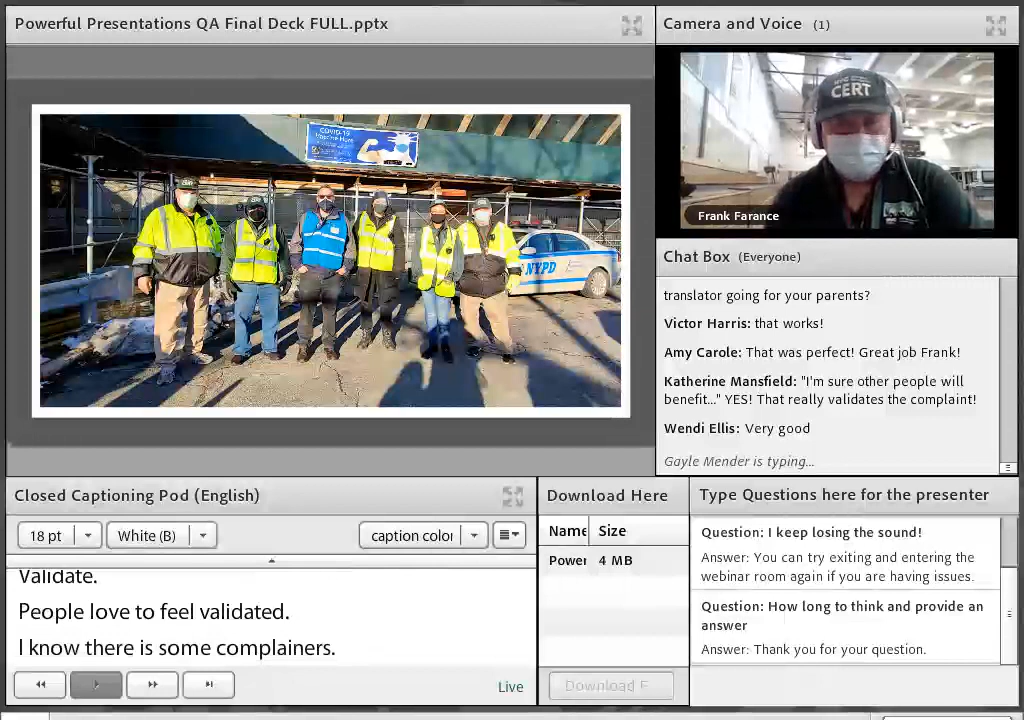 Powerful Presentations QA Final Deck FULL.pptx
COVID-19
Vaccine Here
NYPD
Camera and Voice (1)
CERT
Frank Farance
Chat Box (Everyone)
translator going for your parents?
Victor Harris: that works!
Amy Carole: That was perfect! Great job Frank!
Katherine Mansfield: "I'm sure other people will
benefit..." YES! That really validates the complaint!
Wendi Ellis: Very good
Gayle Mender is typing...
Closed Captioning Pod (English)
18 pt
White (B)
caption color
Validate.
People love to feel validated.
I know there is some complainers.
Live
Download Here
Name Size
Power 4 MB
Download F
Type Questions here for the presenter
Question: I keep losing the sound!
Answer: You can try exiting and entering the
webinar room again if you are having issues.
Question: How long to think and provide an
answer
Answer: Thank you for your question.